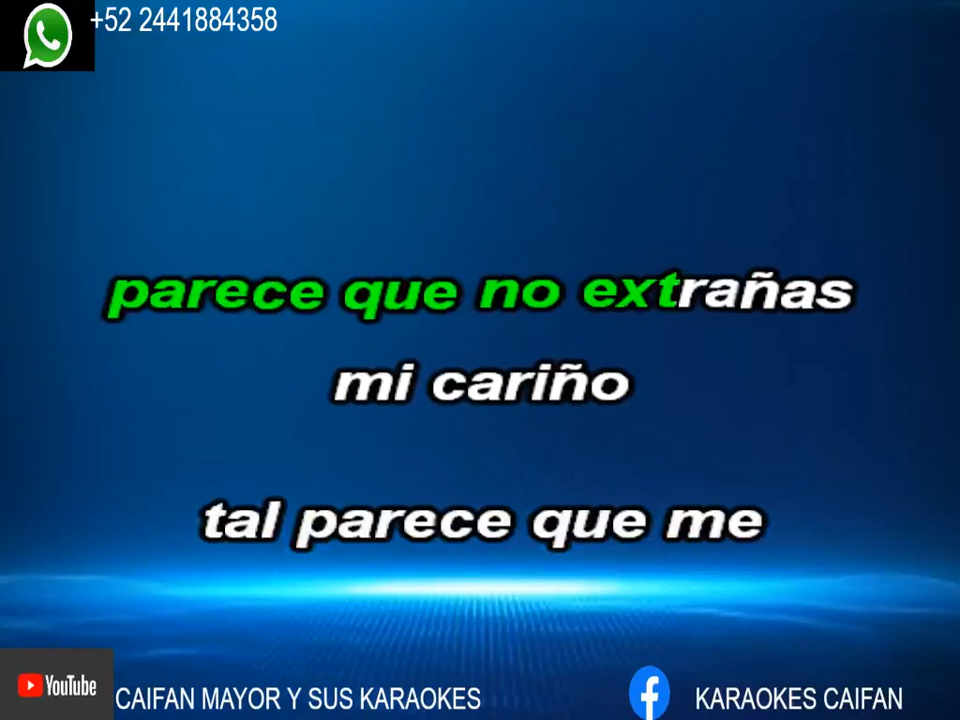 +52 2441884358
parece que no extrañas
mi cariño
tal parece que me
YouTube
CAIFAN MAYOR Y SUS KARAOKES
KARAOKES CAIFAN